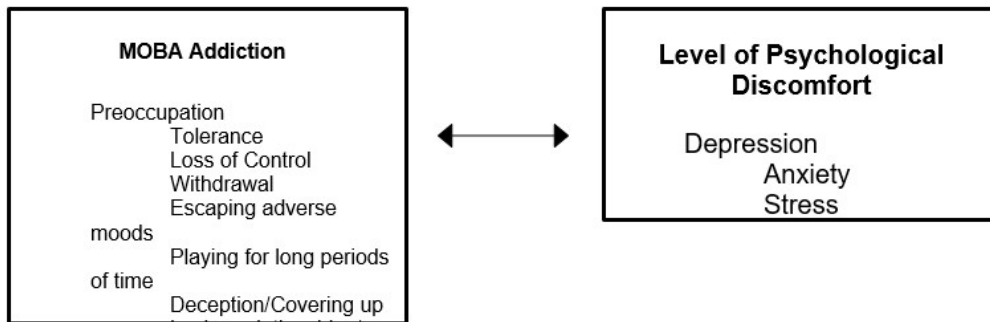 MOBA Addiction
Preoccupation
Tolerance
Loss of Control
Withdrawal
Escaping adverse
moods
Playing for long periods
of time
Deception/Covering up
Level of Psychological
Discomfort
Depression
Anxiety
Stress